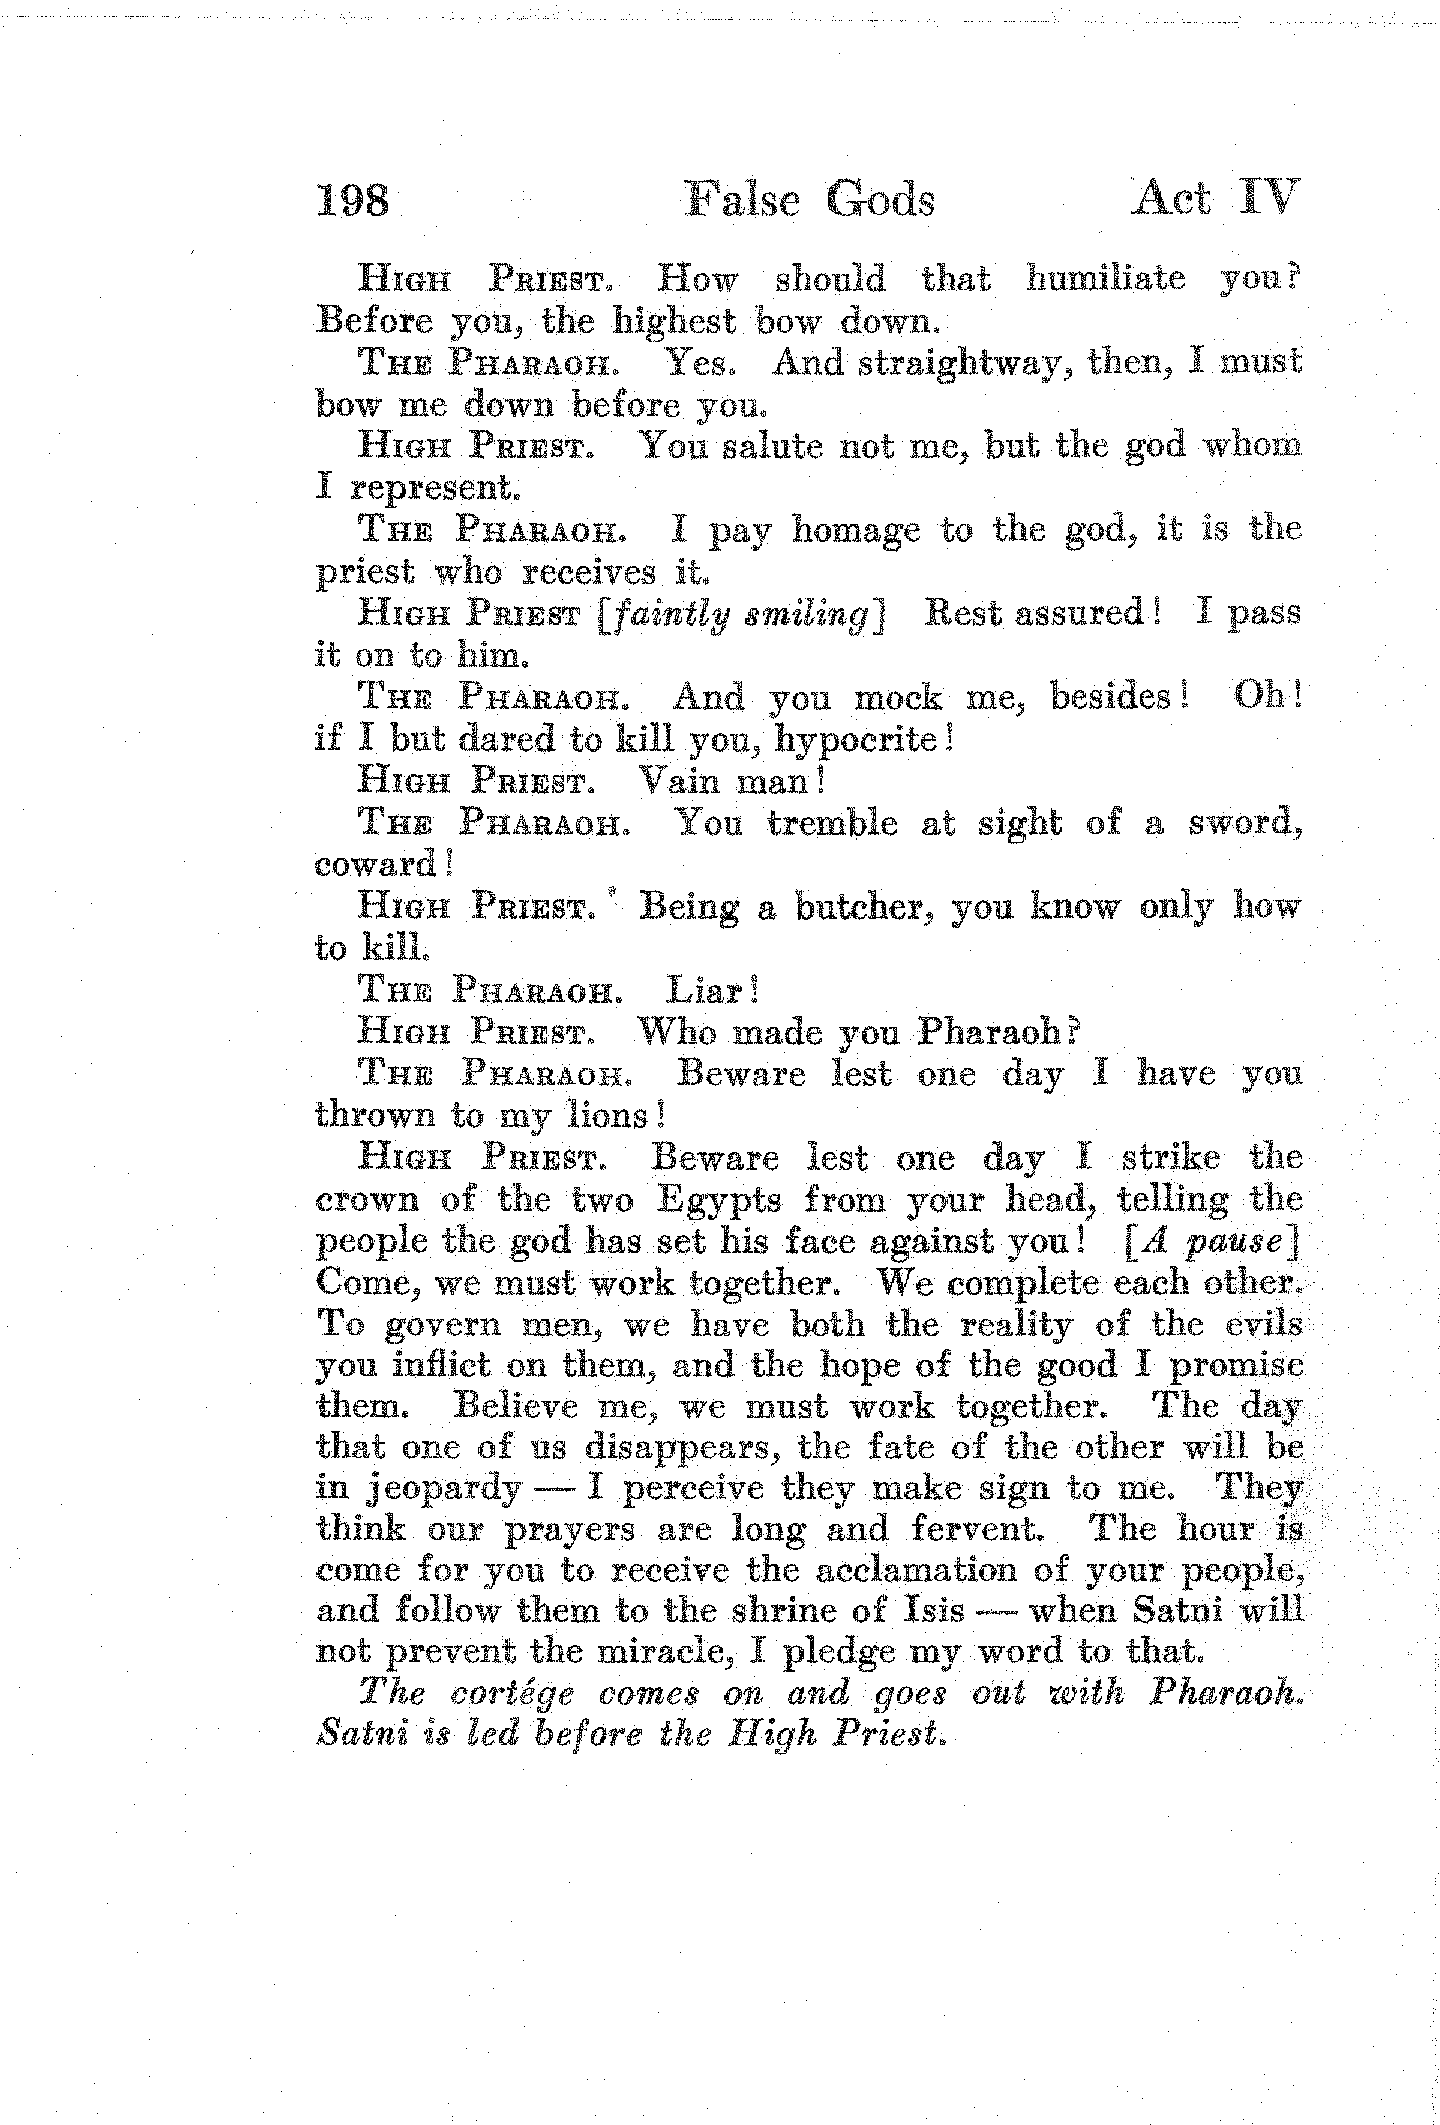 198 False Gods Act IV
High Priest. How should that humiliate you?
Before you, the highest bow down.
The Pharaoh. Yes. And straightway, then, I must
bow me down before you.
High Priest. You salute not me, but the god whom
I represent.
The Pharaoh. I pay homage to the god, it is the
priest who receives it.
High Priest [faintly smiling] Rest assured! I pass
it on to him.
The Pharaoh. And you mock me, besides! Oh!
if I but dared to kill you, hypocrite!
High Priest. Vain man!
The Pharaoh. You tremble at sight of a sword,
coward!
High Priest. Being a butcher, you know only how
to kill.
The Pharaoh. Liar!
High Priest. Who made you Pharaoh?
The Pharaoh. Beware lest one day I have you
thrown to my lions!
High Priest. Beware lest one day I strike the
crown of the two Egypts from your head, telling the
people the god has set his face against you! [A pause]
Come, we must work together. We complete each other.
To govern men, we have both the reality of the evils
you inflict on them, and the hope of the good I promise
them. Believe me, we must work together. The day
that one of us disappears, the fate of the other will be
in jeopardy — I perceive they make sign to me. They
think our prayers are long and fervent. The hour is
come for you to receive the acclamation of your people,
and follow them to the shrine of Isis — when Satni will
not prevent the miracle, I pledge my word to that.
The cortége comes on and goes out with Pharaoh.
Satni is led before the High Priest.